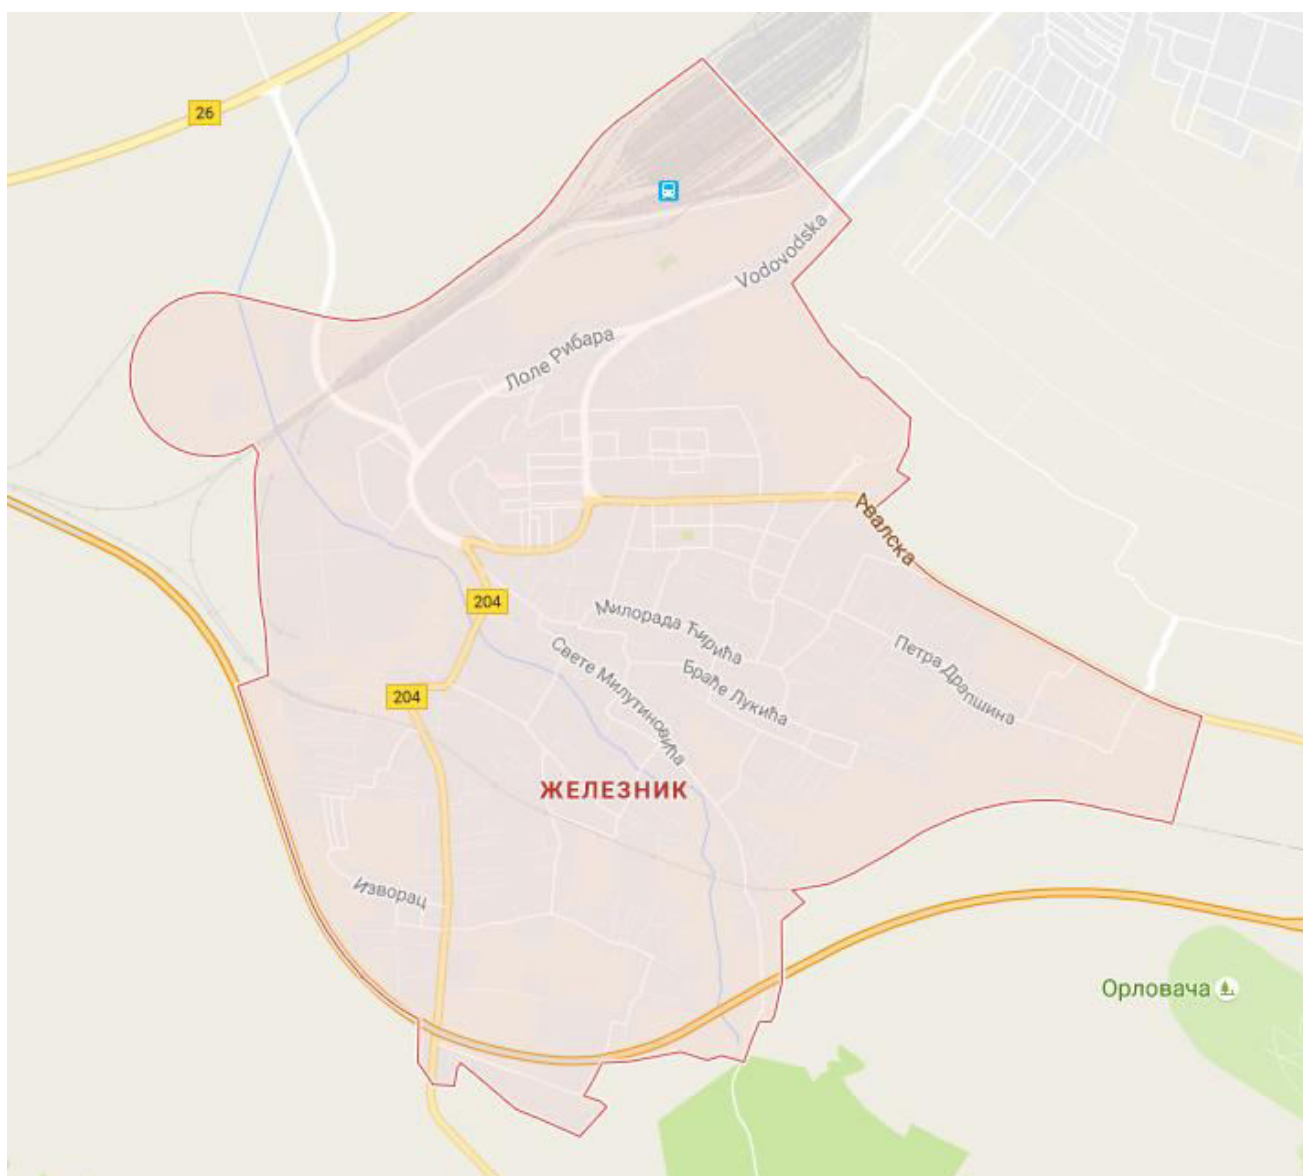 26
Vodovodska
Лоле Рибара
Авалска
204
Милорада Ћирића
Свете Милутиновића
Браће Лукића
Петра Драпшина
204
ЖЕЛЕЗНИК
Изворац
Орловача